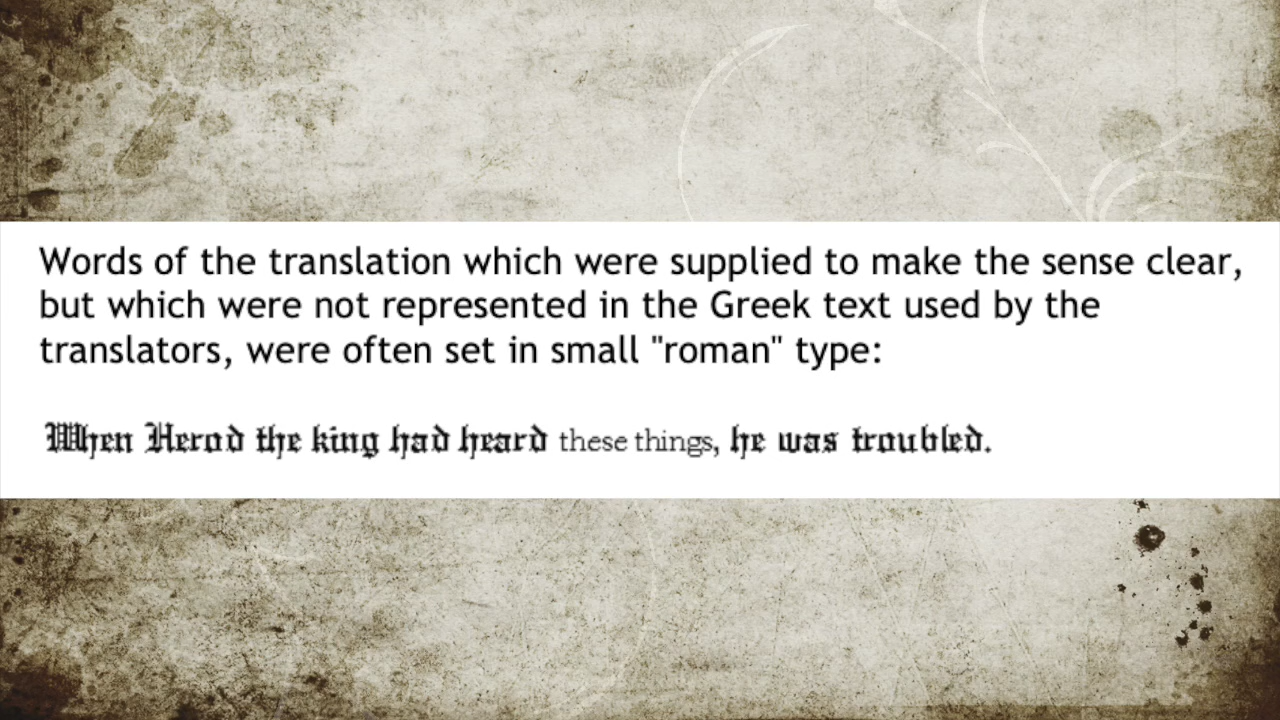 Words of the translation which were supplied to make the sense clear,
but which were not represented in the Greek text used by the
translators, were often set in small "roman" type:
When Herod the king had heard these things, he was troubled.